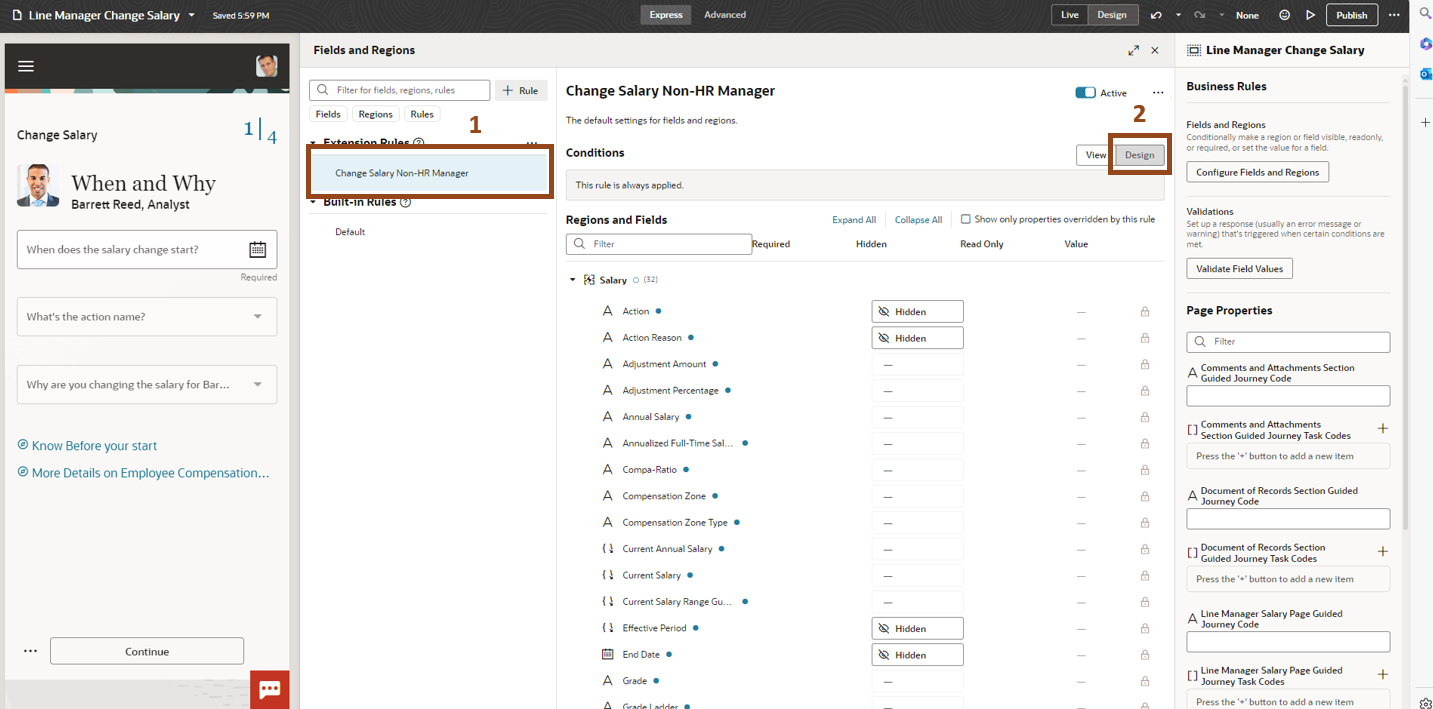 Line Manager Change Salary
Saved 5:59 PM
Express
Advanced
Live
Design
None
Publish
Change Salary
1
4
When and Why
Barrett Reed, Analyst
When does the salary change start?
Required
What's the action name?
Why are you changing the salary for Bar...
Know Before your start
More Details on Employee Compensation...
Continue
Fields and Regions
Filter for fields, regions, rules
Rule
Fields
Regions
Rules
1
Extension Rules
Change Salary Non-HR Manager
Built-in Rules
Default
Change Salary Non-HR Manager
Active
The default settings for fields and regions.
2
Conditions
View
Design
This rule is always applied.
Regions and Fields
Expand All
Collapse All
Show only properties overridden by this rule
Filter
Required
Hidden
Read Only
Value
Salary (32)
Action Hidden —
Action Reason Hidden —
Adjustment Amount — —
Adjustment Percentage — —
Annual Salary — —
Annualized Full-Time Sal... — —
Compa-Ratio — —
Compensation Zone — —
Compensation Zone Type — —
Current Annual Salary — —
Current Salary — —
Current Salary Range Gu... — —
Effective Period Hidden —
End Date Hidden —
Grade — —
Grade Ladder — —
Line Manager Change Salary
Business Rules
Fields and Regions
Conditionally make a region or field visible, readonly,
or required, or set the value for a field.
Configure Fields and Regions
Validations
Set up a response (usually an error message or
warning) that's triggered when certain conditions are
met.
Validate Field Values
Page Properties
Filter
Comments and Attachments Section
Guided Journey Code
Comments and Attachments
Section Guided Journey Task Codes
Press the '+' button to add a new item
Document of Records Section Guided
Journey Code
Document of Records Section
Guided Journey Task Codes
Press the '+' button to add a new item
Line Manager Salary Page Guided
Journey Code
Line Manager Salary Page Guided
Journey Task Codes
Press the '+' button to add a new item